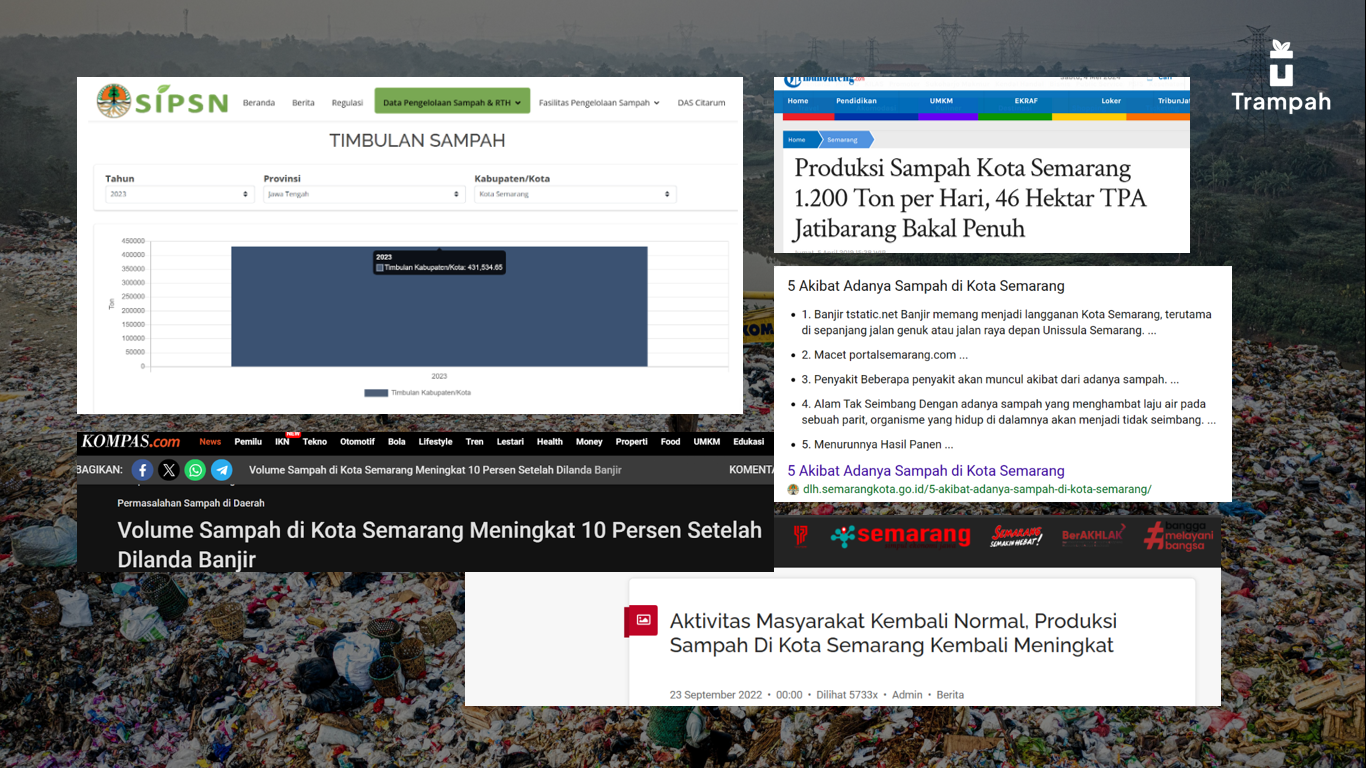 Trampah
SIPSN
Beranda
Berita
Regulasi
Data Pengelolaan Sampah & RTH
Fasilitas Pengelolaan Sampah
DAS Citarum
TIMBULAN SAMPAH
Tahun
Provinsi
Kabupaten/Kota
2023
Jawa Tengah
Kota Semarang
450000
400000
350000
300000
250000
200000
150000
100000
50000
0
Ton
2023
Timbulan Kabupaten/Kota: 431,534.65
2023
Timbulan Kabupaten/Kota
Home
Pendidikan
UMKM
EKRAF
Loker
TribunJat
Home
Semarang
Produksi Sampah Kota Semarang
1.200 Ton per Hari, 46 Hektar TPA
Jatibarang Bakal Penuh
5 Akibat Adanya Sampah di Kota Semarang
1. Banjir tstatic.net Banjir memang menjadi langganan Kota Semarang, terutama
di sepanjang jalan genuk atau jalan raya depan Unissula Semarang. ...
2. Macet portalsemarang.com ...
3. Penyakit Beberapa penyakit akan muncul akibat dari adanya sampah. ...
4. Alam Tak Seimbang Dengan adanya sampah yang menghambat laju air pada
sebuah parit, organisme yang hidup di dalamnya akan menjadi tidak seimbang. ...
5. Menurunnya Hasil Panen ...
5 Akibat Adanya Sampah di Kota Semarang
dlh.semarangkota.go.id/5-akibat-adanya-sampah-di-kota-semarang/
KOMPAS.com
News
Pemilu
IKN
NEW
Tekno
Otomotif
Bola
Lifestyle
Tren
Lestari
Health
Money
Properti
Food
UMKM
Edukasi
BAGIKAN:
Volume Sampah di Kota Semarang Meningkat 10 Persen Setelah Dilanda Banjir
KOMENTA
Permasalahan Sampah di Daerah
Volume Sampah di Kota Semarang Meningkat 10 Persen Setelah
Dilanda Banjir
semarang
SEMARANG
SEMAKIN HEBAT!
BerAKHLAK
bangga
melayani
bangsa
Aktivitas Masyarakat Kembali Normal, Produksi
Sampah Di Kota Semarang Kembali Meningkat
23 September 2022 • 00:00 • Dilihat 5733x • Admin • Berita